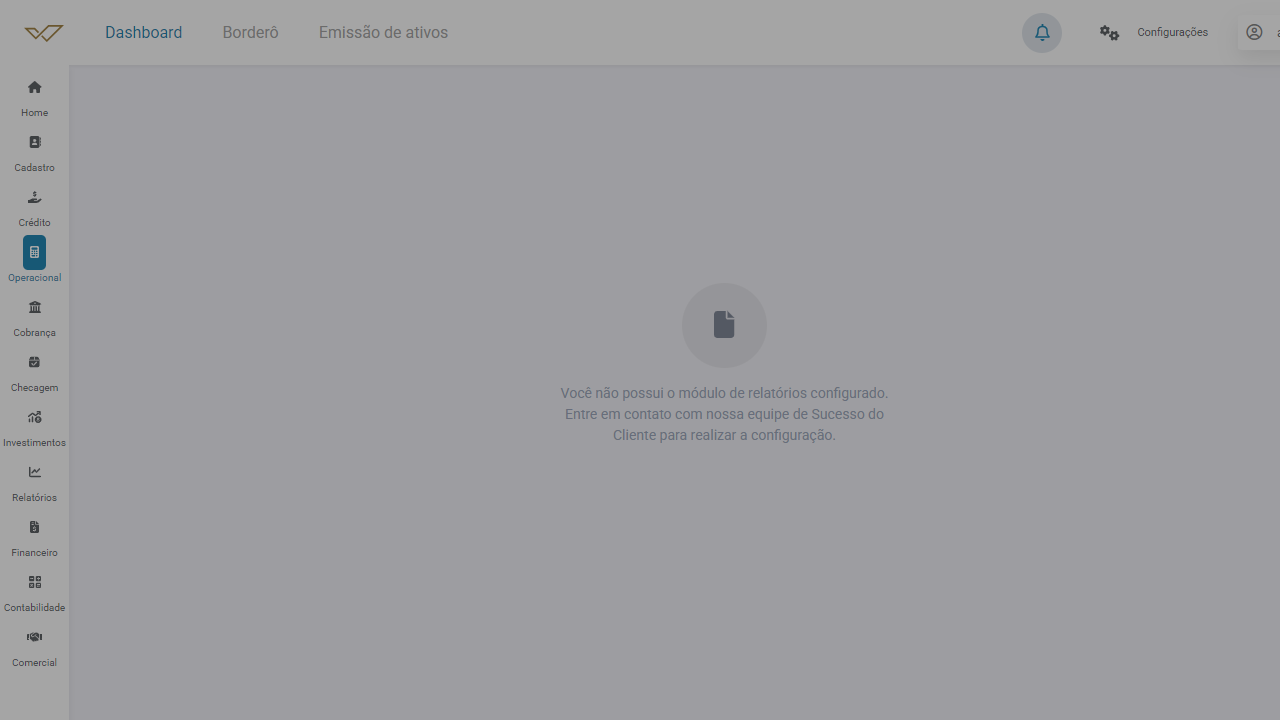 Dashboard
Borderô
Emissão de ativos
Configurações
Home
Cadastro
Crédito
Operacional
Cobrança
Checagem
Investimentos
Relatórios
Financeiro
Contabilidade
Comercial
Você não possui o módulo de relatórios configurado.
Entre em contato com nossa equipe de Sucesso do
Cliente para realizar a configuração.